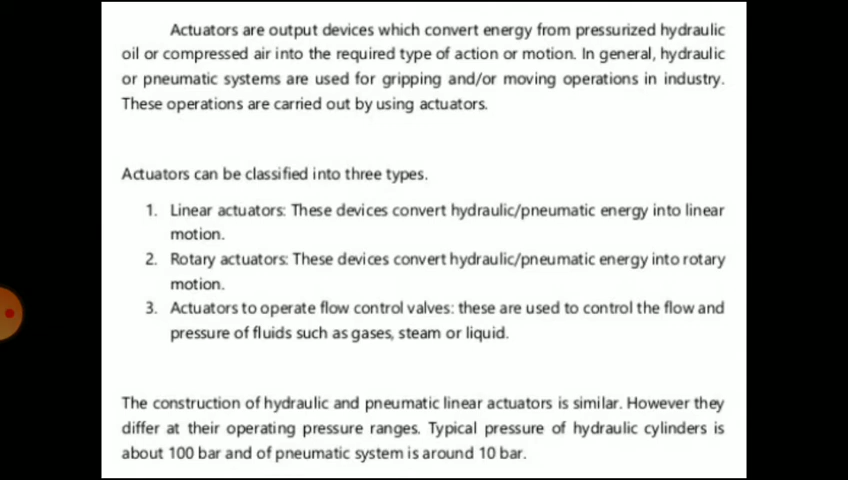 Actuators are output devices which convert energy from pressurized hydraulic
oil or compressed air into the required type of action or motion. In general, hydraulic
or pneumatic systems are used for gripping and/or moving operations in industry.
These operations are carried out by using actuators.
Actuators can be classified into three types.
1. Linear actuators: These devices convert hydraulic/pneumatic energy into linear
motion.
2. Rotary actuators: These devices convert hydraulic/pneumatic energy into rotary
motion.
3. Actuators to operate flow control valves: these are used to control the flow and
pressure of fluids such as gases, steam or liquid.
The construction of hydraulic and pneumatic linear actuators is similar. However they
differ at their operating pressure ranges. Typical pressure of hydraulic cylinders is
about 100 bar and of pneumatic system is around 10 bar.